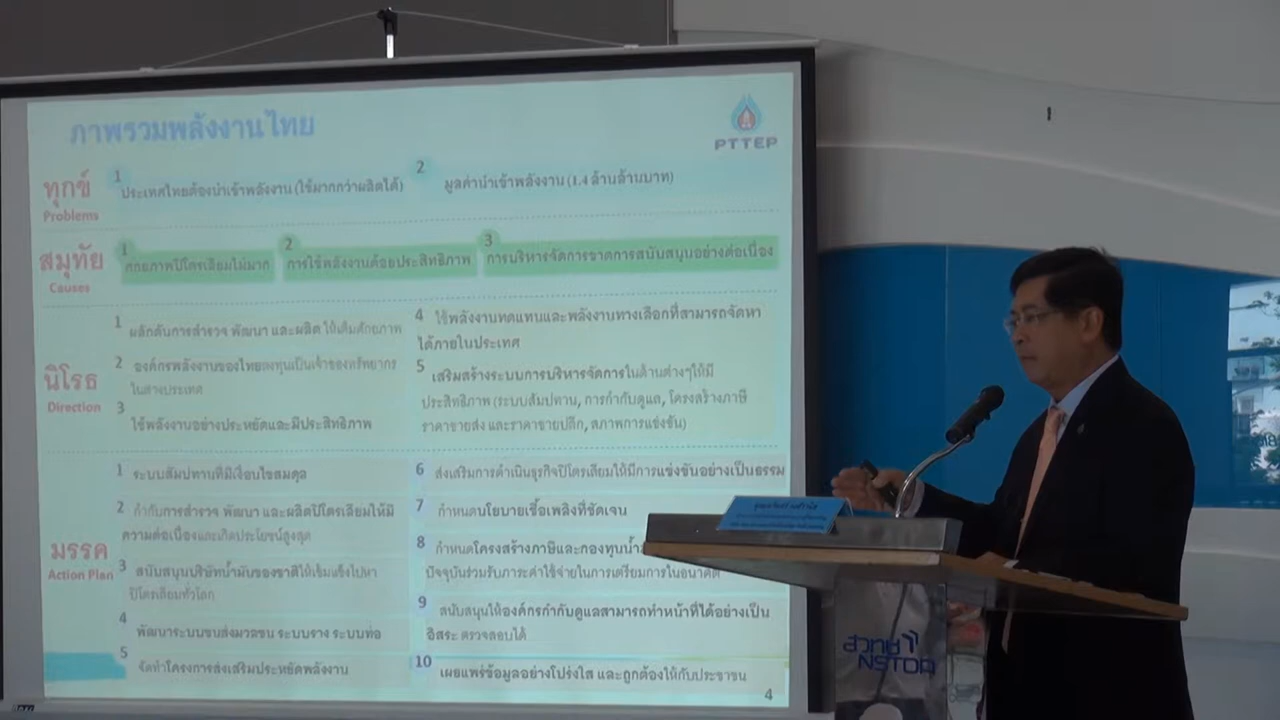 ภาพรวมพลังงานไทย
PTTEP
ทุกข์
Problems
1 ประเทศไทยต้องนำเข้าพลังงาน (ใช้มากกว่าผลิตได้)
2 มูลค่านำเข้าพลังงาน (1.4 ล้านล้านบาท)
สมุทัย
Causes
1 ศักยภาพปิโตรเลียมไม่มาก
2 การใช้พลังงานด้อยประสิทธิภาพ
3 การบริหารจัดการขาดการสนับสนุนอย่างต่อเนื่อง
นิโรธ
Direction
1 ผลักดันการสำรวจ พัฒนา และผลิต ให้เต็มศักยภาพ
2 องค์กรพลังงานของไทยลงทุนเป็นเจ้าของทรัพยากร
ในต่างประเทศ
3 ใช้พลังงานอย่างประหยัดและมีประสิทธิภาพ
4 ใช้พลังงานทดแทนและพลังงานทางเลือกที่สามารถจัดหา
ได้ภายในประเทศ
5 เสริมสร้างระบบการบริหารจัดการในด้านต่างๆให้มี
ประสิทธิภาพ (ระบบสัมปทาน, การกำกับดูแล, โครงสร้างภาษี
ราคาขายส่ง และราคาขายปลีก, สภาพการแข่งขัน)
มรรค
Action Plan
1 ระบบสัมปทานที่มีเงื่อนไขสมดุล
2 กำกับการสำรวจ พัฒนา และผลิตปิโตรเลียมให้มี
ความต่อเนื่องและเกิดประโยชน์สูงสุด
3 สนับสนุนบริษัทน้ำมันของชาติให้เข้มแข็งไปหา
ปิโตรเลียมทั่วโลก
4 พัฒนาระบบขนส่งมวลชน ระบบราง ระบบท่อ
5 จัดทำโครงการส่งเสริมประหยัดพลังงาน
6 ส่งเสริมการดำเนินธุรกิจปิโตรเลียมให้มีการแข่งขันอย่างเป็นธรรม
7 กำหนดนโยบายเชื้อเพลิงที่ชัดเจน
8 กำหนดโครงสร้างภาษีและกองทุนน้ำ
ปัจจุบันร่วมรับภาระค่าใช้จ่ายในการเตรียมการในอนาคต
9 สนับสนุนให้องค์กรกำกับดูแลสามารถทำหน้าที่ได้อย่างเป็น
อิสระ ตรวจสอบได้
10 เผยแพร่ข้อมูลอย่างโปร่งใส และถูกต้องให้กับประชาชน
4
สวทช
NSTDA